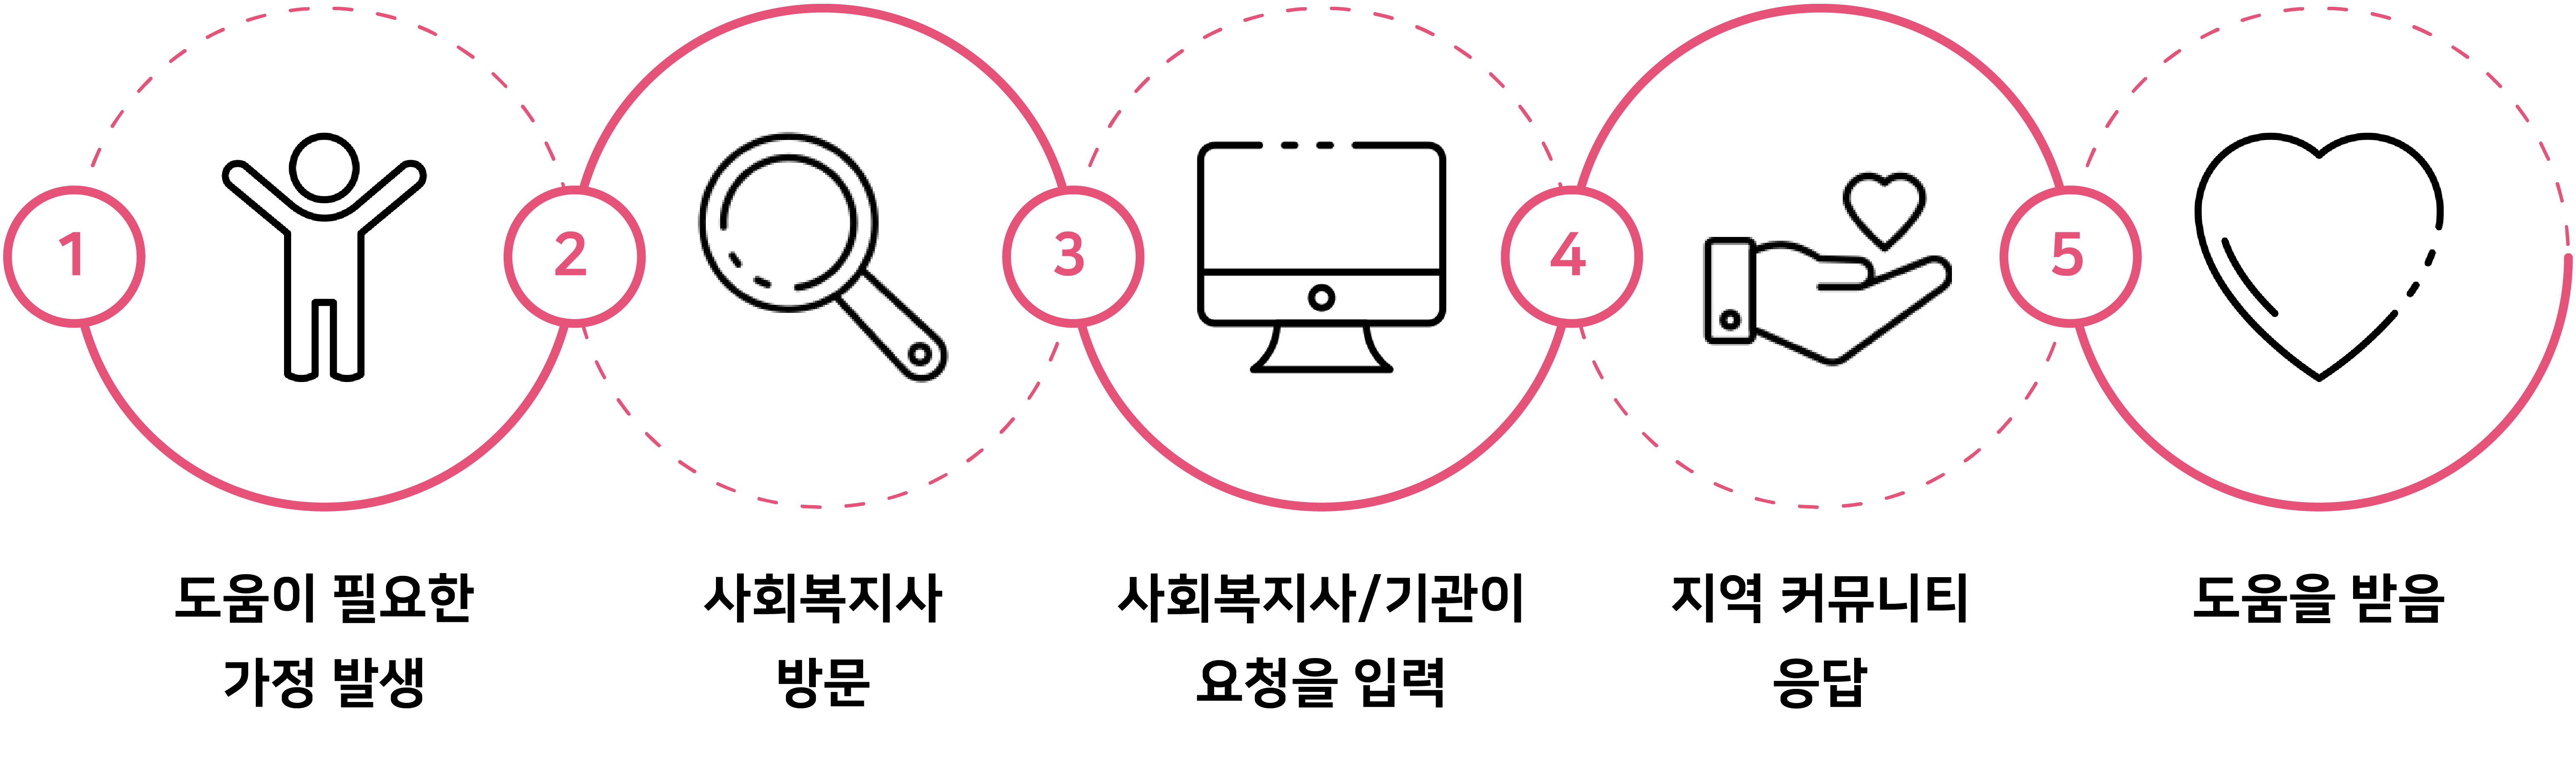 1
2
3
4
5
도움이 필요한
가정 발생
사회복지사
방문
사회복지사/기관이
요청을 입력
지역 커뮤니티
응답
도움을 받음